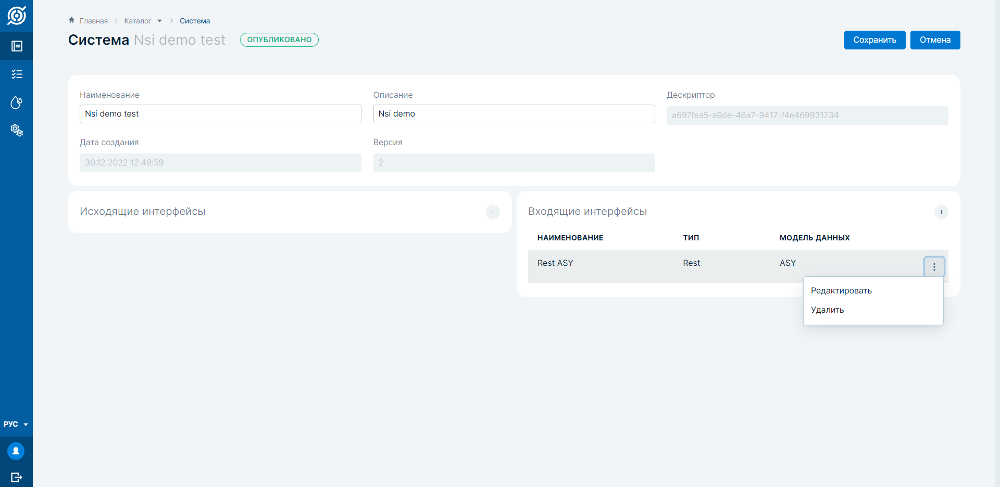 Главная
Каталог
Система
Система Nsi demo test
ОПУБЛИКОВАНО
Сохранить
Отмена
Наименование
Nsi demo test
Описание
Nsi demo
Дескриптор
a697fea5-a9de-46a7-9417-f4e469931734
Дата создания
30.12.2022 12:49:59
Версия
2
Исходящие интерфейсы
+
Входящие интерфейсы
+
НАИМЕНОВАНИЕ ТИП МОДЕЛЬ ДАННЫХ
Rest ASY Rest ASY
Редактировать
Удалить
РУС